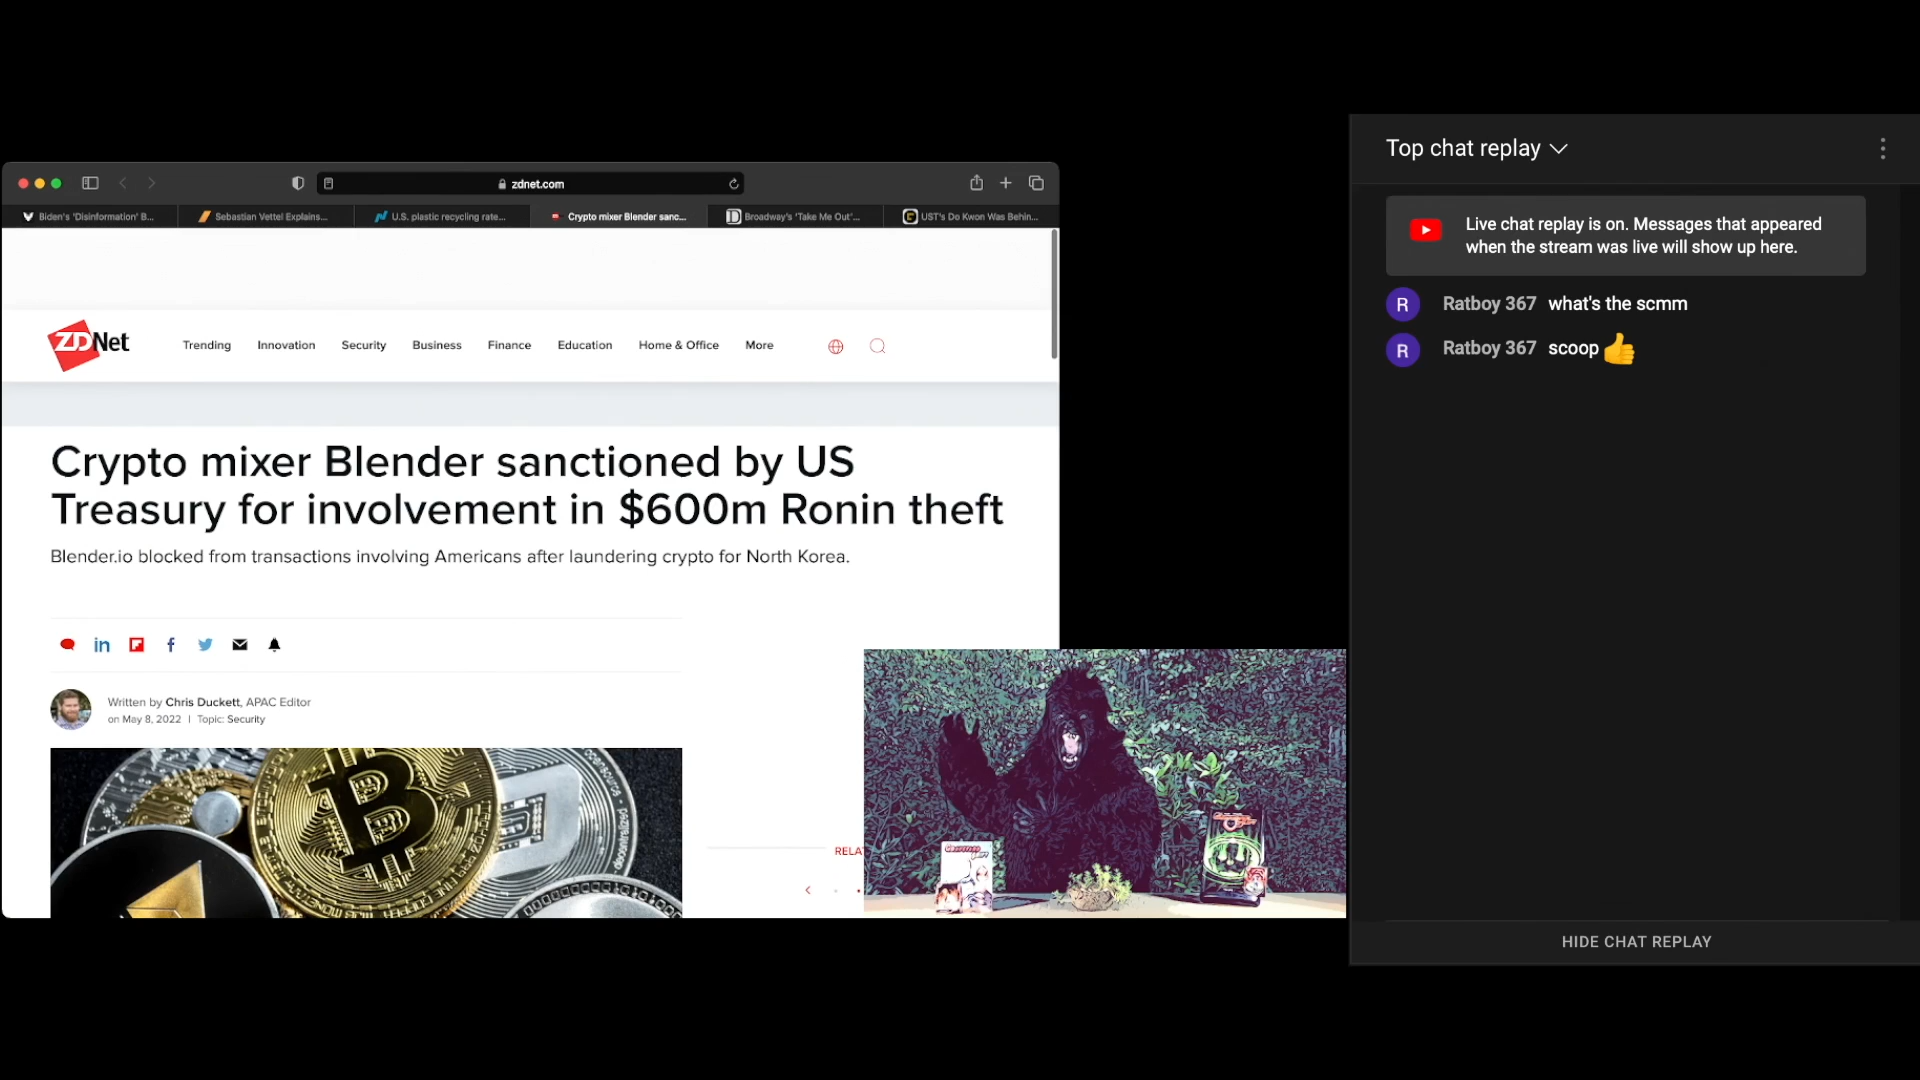 zdnet.com
Biden's 'Disinformation' B...
Sebastian Vettel Explains...
U.S. plastic recycling rate...
Crypto mixer Blender sanc...
Broadway's 'Take Me Out'...
UST's Do Kwon Was Behin...
ZDNet
Trending
Innovation
Security
Business
Finance
Education
Home & Office
More
Crypto mixer Blender sanctioned by US
Treasury for involvement in $600m Ronin theft
Blender.io blocked from transactions involving Americans after laundering crypto for North Korea.
Written by Chris Duckett, APAC Editor
on May 8, 2022 | Topic: Security
RELAT
Top chat replay
Live chat replay is on. Messages that appeared
when the stream was live will show up here.
R Ratboy 367 what's the scmm
R Ratboy 367 scoop 👍
HIDE CHAT REPLAY